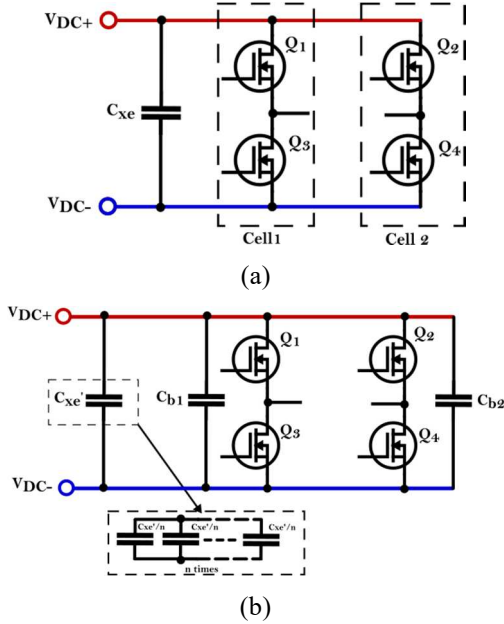 VDC+
Q1
Q2
Cxe
Q3
Q4
VDC-
Cell1
Cell 2
(a)
VDC+
Q1
Q2
Cxe'
Cb1
Cb2
Q3
Q4
VDC-
Cxe'/n
Cxe'/n
Cxe'/n
n times
(b)